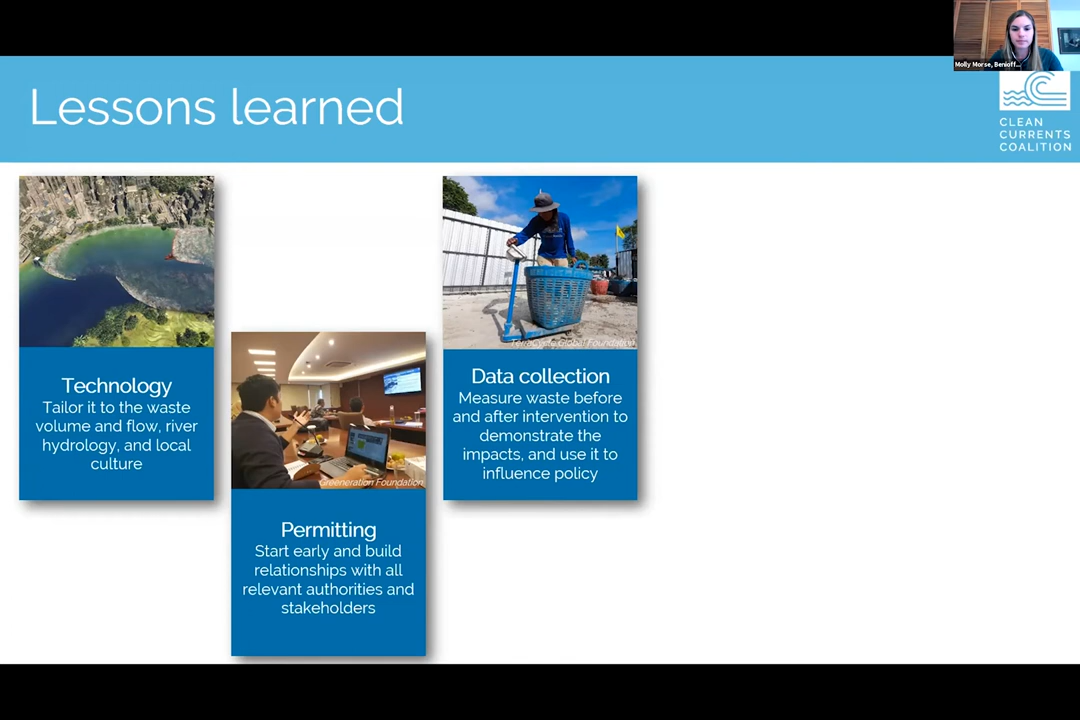 Molly Morse, Benioff...
Lessons learned
CLEAN
CURRENTS
COALITION
Technology
Tailor it to the waste
volume and flow, river
hydrology, and local
culture
Greeneration Foundation
Permitting
Start early and build
relationships with all
relevant authorities and
stakeholders
TerraCycle Global Foundation
Data collection
Measure waste before
and after intervention to
demonstrate the
impacts, and use it to
influence policy